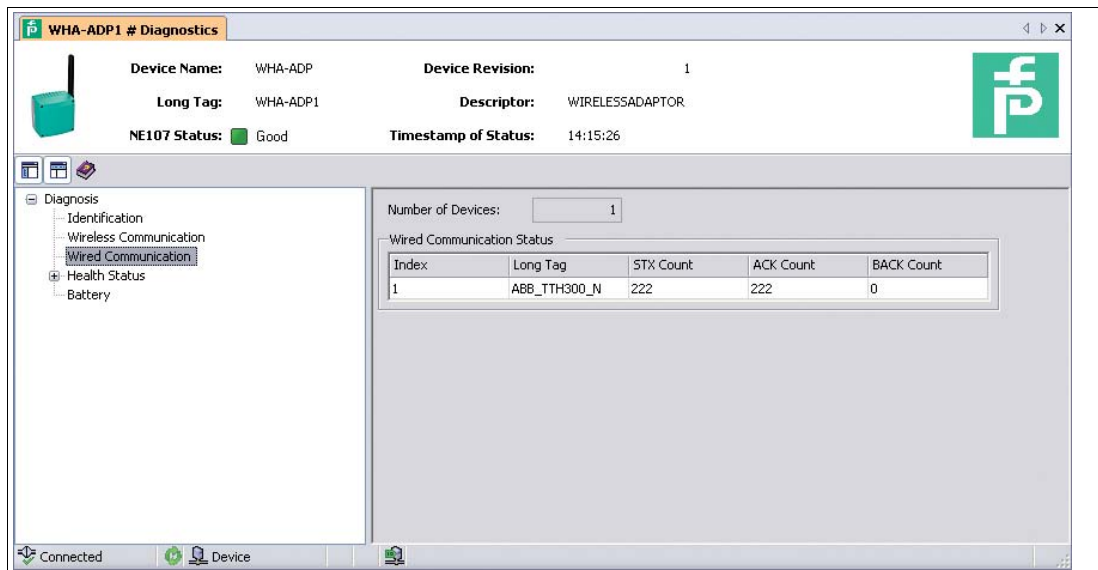 WHA-ADP1 # Diagnostics
Device Name: WHA-ADP Device Revision: 1
Long Tag: WHA-ADP1 Descriptor: WIRELESSADAPTOR
NE107 Status: Good Timestamp of Status: 14:15:26
Diagnosis
Identification
Wireless Communication
Wired Communication
Health Status
Battery
Number of Devices: 1
Wired Communication Status
Index Long Tag STX Count ACK Count BACK Count
1 ABB_TTH300_N 222 222 0
Connected Device